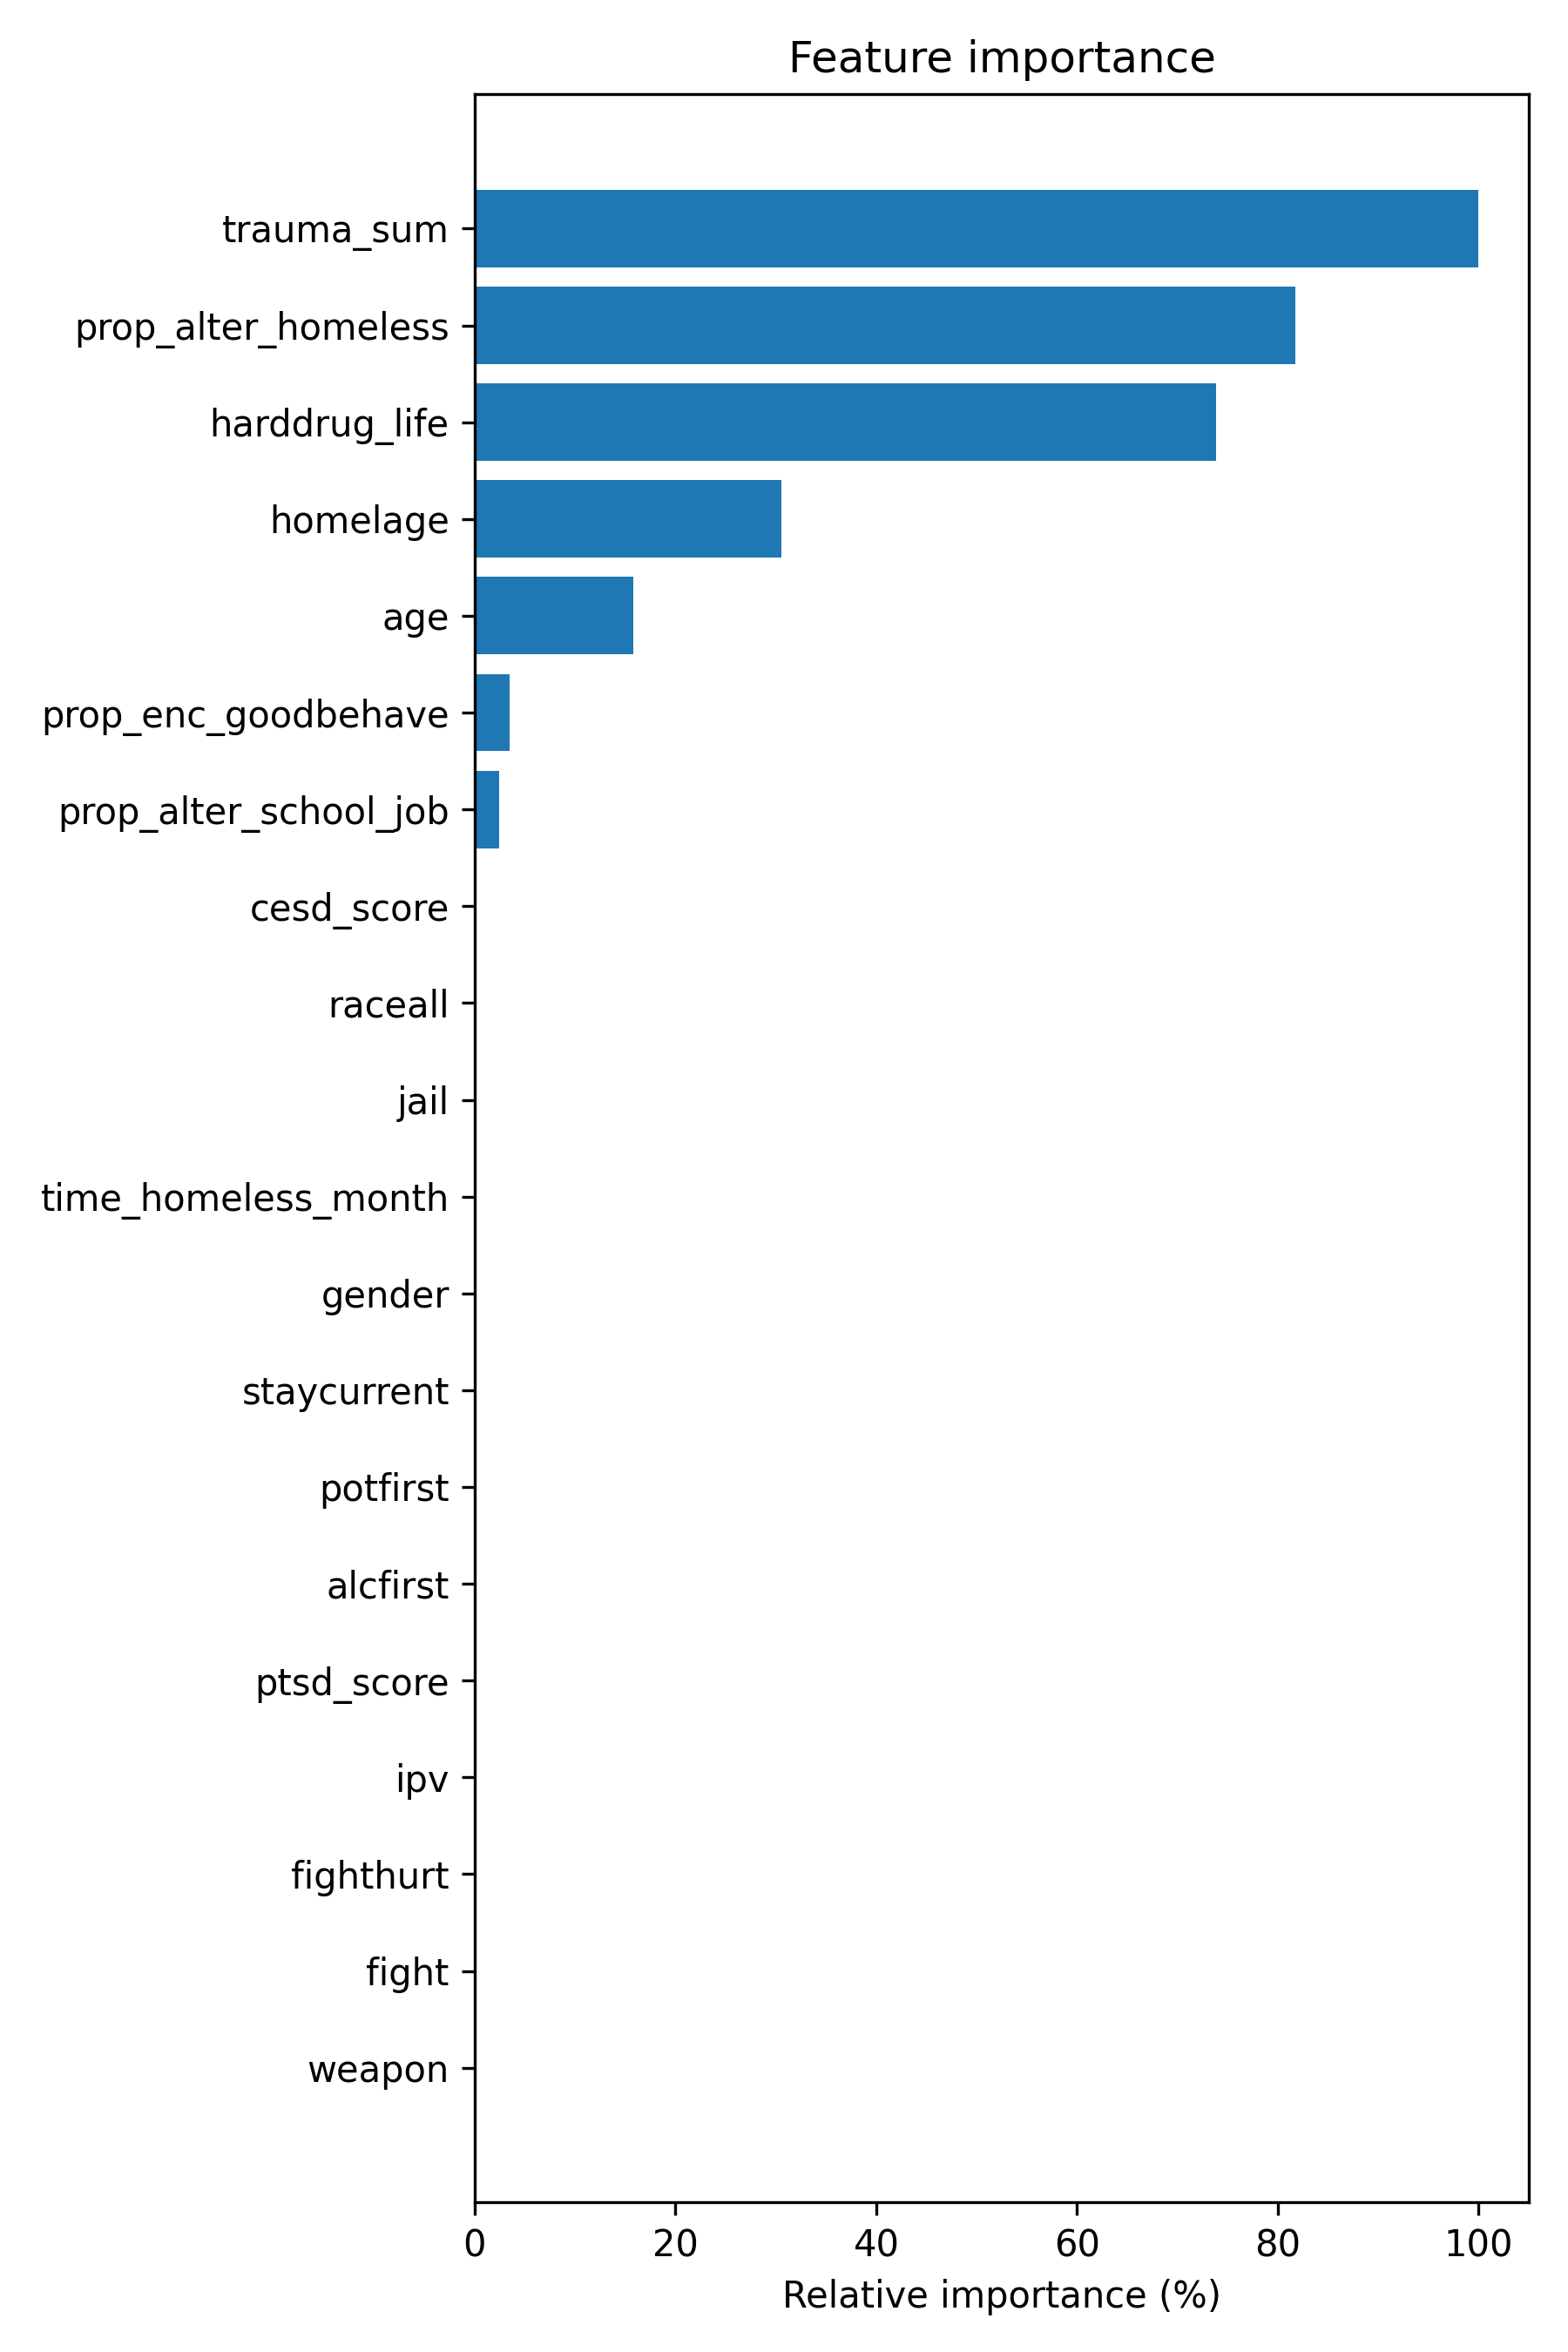 Feature importance
trauma_sum
prop_alter_homeless
harddrug_life
homelage
age
prop_enc_goodbehave
prop_alter_school_job
cesd_score
raceall
jail
time_homeless_month
gender
staycurrent
potfirst
alcfirst
ptsd_score
ipv
fighthurt
fight
weapon
0 20 40 60 80 100
Relative importance (%)